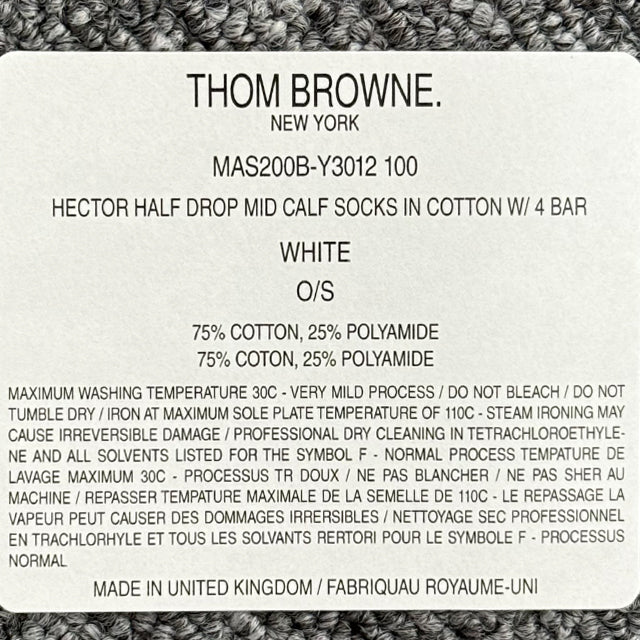 THOM BROWNE.
NEW YORK
MAS200B-Y3012 100
HECTOR HALF DROP MID CALF SOCKS IN COTTON W/ 4 BAR
WHITE
O/S
75% COTTON, 25% POLYAMIDE
75% COTON, 25% POLYAMIDE
MAXIMUM WASHING TEMPERATURE 30C - VERY MILD PROCESS / DO NOT BLEACH / DO NOT
TUMBLE DRY / IRON AT MAXIMUM SOLE PLATE TEMPERATURE OF 110C - STEAM IRONING MAY
CAUSE IRREVERSIBLE DAMAGE / PROFESSIONAL DRY CLEANING IN TETRACHLOROETHYLE-
NE AND ALL SOLVENTS LISTED FOR THE SYMBOL F - NORMAL PROCESS TEMPATURE DE
LAVAGE MAXIMUM 30C - PROCESSUS TR DOUX / NE PAS BLANCHER / NE PAS SHER AU
MACHINE / REPASSER TEMPATURE MAXIMALE DE LA SEMELLE DE 110C - LE REPASSAGE LA
VAPEUR PEUT CAUSER DES DOMMAGES IRRERSIBLES / NETTOYAGE SEC PROFESSIONNEL
EN TRACHLORHYLE ET TOUS LES SOLVANTS RERTORI POUR LE SYMBOLE F - PROCESSUS
NORMAL
MADE IN UNITED KINGDOM / FABRIQUAU ROYAUME-UNI